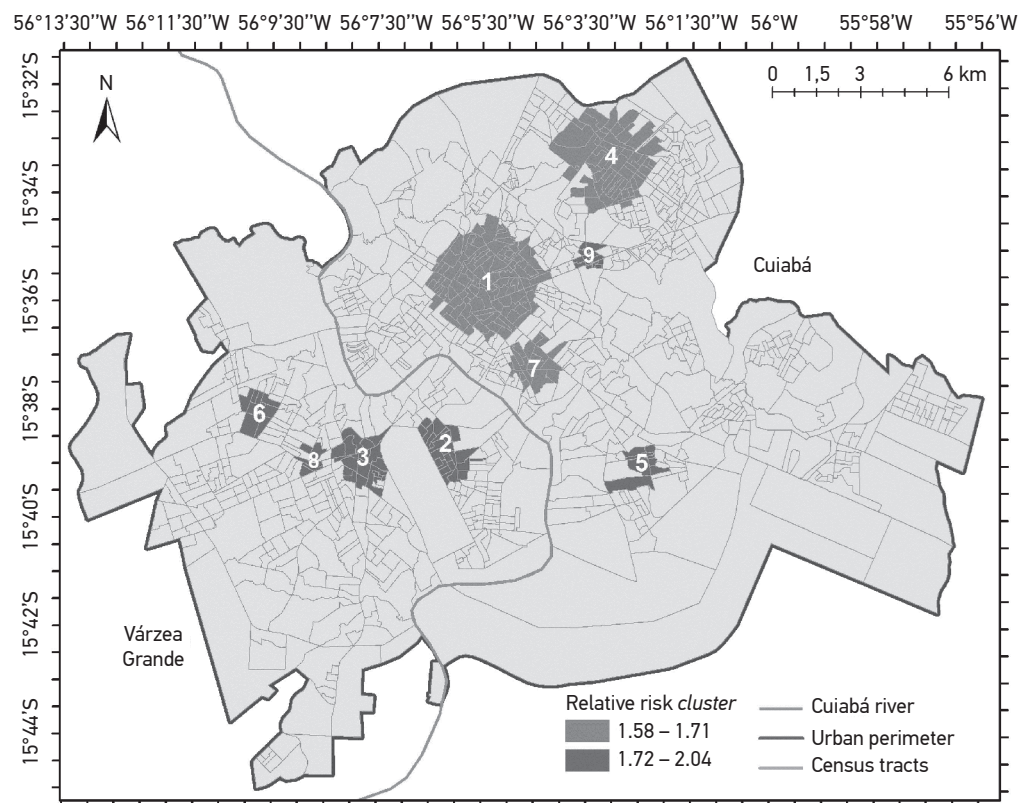 56°13'30''W 56°11'30''W 56°9'30''W 56°7'30''W 56°5'30''W 56°3'30''W 56°1'30''W 56°W 55°58'W 55°56'W
15°32'S
15°34'S
15°36'S
15°38'S
15°40'S
15°42'S
15°44'S
N
0 1,5 3 6 km
4
9
1
Cuiabá
7
6
2
8
3
5
Várzea
Grande
Relative risk cluster
1.58 – 1.71
1.72 – 2.04
Cuiabá river
Urban perimeter
Census tracts